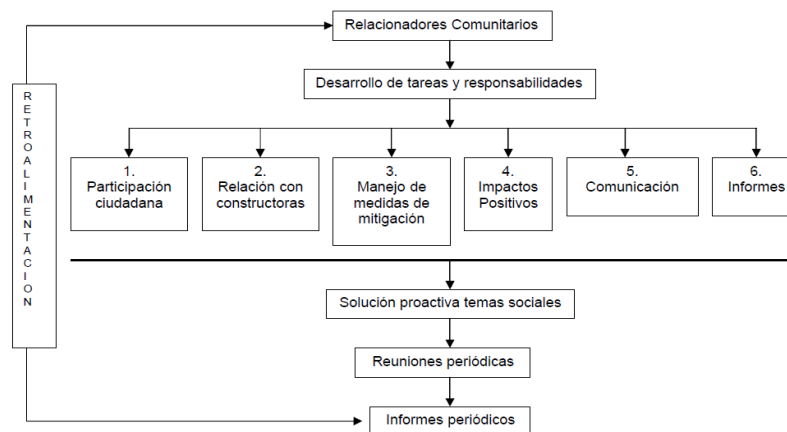 Relacionadores Comunitarios
Desarrollo de tareas y responsabilidades
RETROALIMENTACION
1.
Participación
ciudadana
2.
Relación con
constructoras
3.
Manejo de
medidas de
mitigación
4.
Impactos
Positivos
5.
Comunicación
6.
Informes
Solución proactiva temas sociales
Reuniones periódicas
Informes periódicos